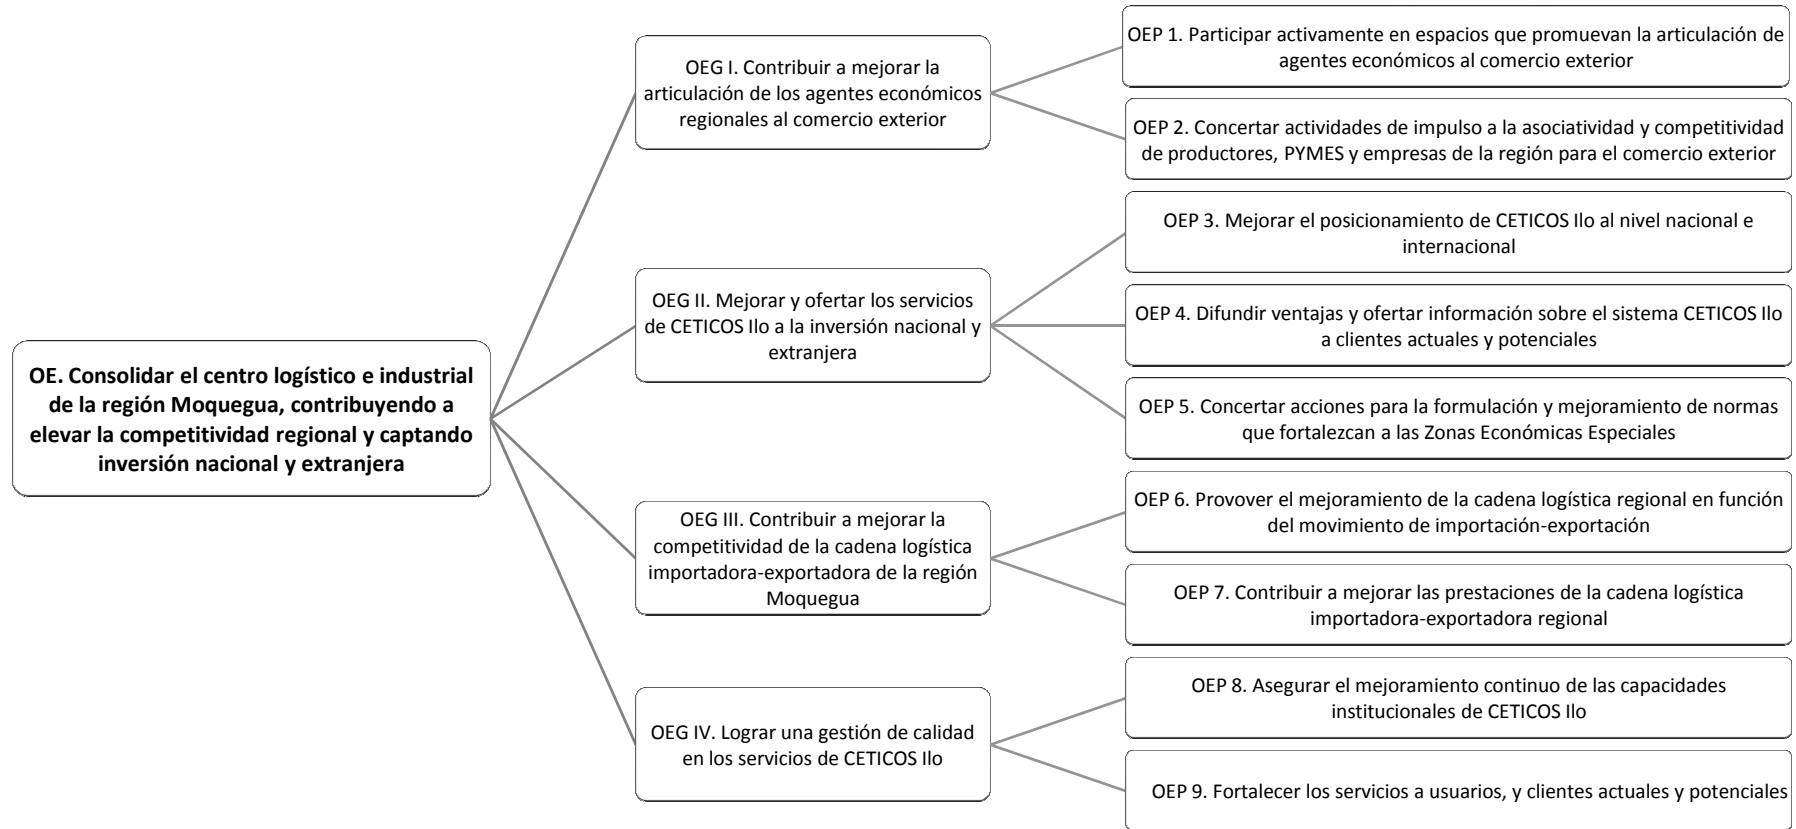 OE. Consolidar el centro logístico e industrial
de la región Moquegua, contribuyendo a
elevar la competitividad regional y captando
inversión nacional y extranjera
OEG I. Contribuir a mejorar la
articulación de los agentes económicos
regionales al comercio exterior
OEP 1. Participar activamente en espacios que promuevan la articulación de
agentes económicos al comercio exterior
OEP 2. Concertar actividades de impulso a la asociatividad y competitividad
de productores, PYMES y empresas de la región para el comercio exterior
OEG II. Mejorar y ofertar los servicios
de CETICOS Ilo a la inversión nacional y
extranjera
OEP 3. Mejorar el posicionamiento de CETICOS Ilo al nivel nacional e
internacional
OEP 4. Difundir ventajas y ofertar información sobre el sistema CETICOS Ilo
a clientes actuales y potenciales
OEP 5. Concertar acciones para la formulación y mejoramiento de normas
que fortalezcan a las Zonas Económicas Especiales
OEG III. Contribuir a mejorar la
competitividad de la cadena logística
importadora-exportadora de la región
Moquegua
OEP 6. Provover el mejoramiento de la cadena logística regional en función
del movimiento de importación-exportación
OEP 7. Contribuir a mejorar las prestaciones de la cadena logística
importadora-exportadora regional
OEG IV. Lograr una gestión de calidad
en los servicios de CETICOS Ilo
OEP 8. Asegurar el mejoramiento continuo de las capacidades
institucionales de CETICOS Ilo
OEP 9. Fortalecer los servicios a usuarios, y clientes actuales y potenciales